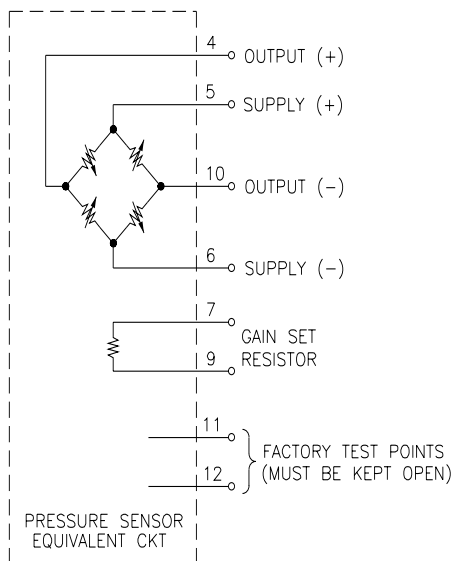 4
OUTPUT (+)
5
SUPPLY (+)
10
OUTPUT (-)
6
SUPPLY (-)
7
GAIN SET
RESISTOR
9
11
FACTORY TEST POINTS
(MUST BE KEPT OPEN)
12
PRESSURE SENSOR
EQUIVALENT CKT